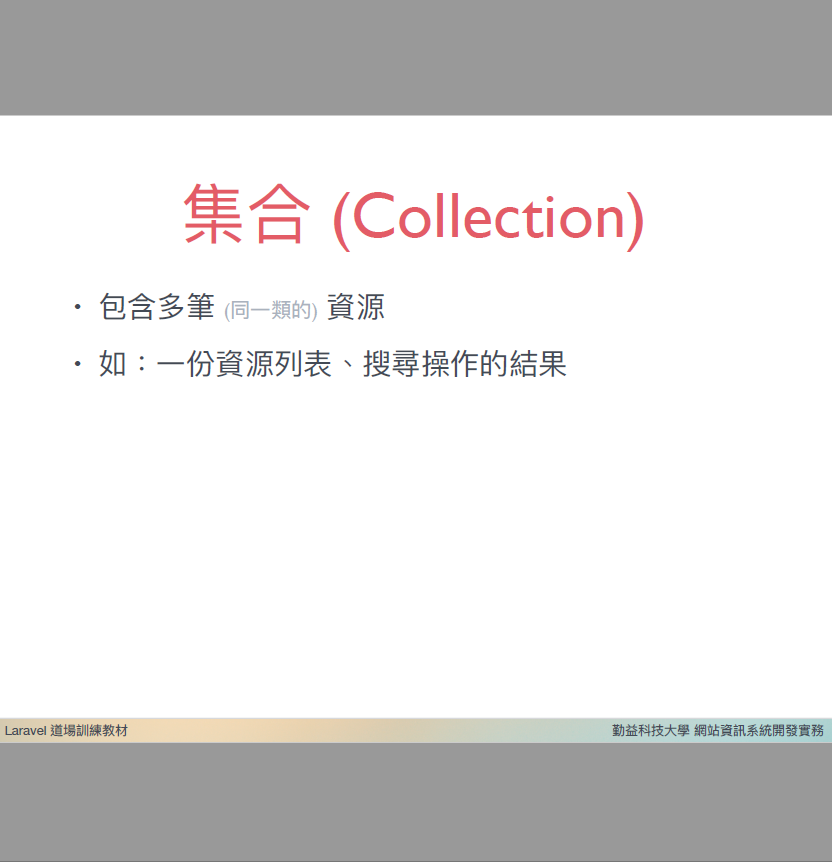 集合 (Collection)
• 包含多筆 (同一類的) 資源
• 如：一份資源列表、搜尋操作的結果
Laravel 道場訓練教材
勤益科技大學 網站資訊系統開發實務